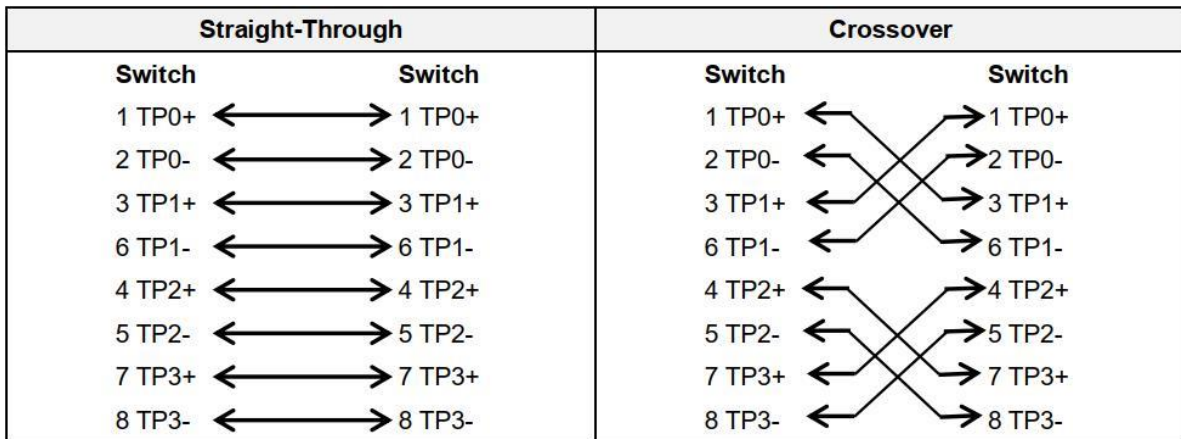 Straight-Through Crossover
Switch Switch Switch Switch
1 TP0+ 1 TP0+ 1 TP0+ 1 TP0+
2 TP0- 2 TP0- 2 TP0- 2 TP0-
3 TP1+ 3 TP1+ 3 TP1+ 3 TP1+
6 TP1- 6 TP1- 6 TP1- 6 TP1-
4 TP2+ 4 TP2+ 4 TP2+ 4 TP2+
5 TP2- 5 TP2- 5 TP2- 5 TP2-
7 TP3+ 7 TP3+ 7 TP3+ 7 TP3+
8 TP3- 8 TP3- 8 TP3- 8 TP3-